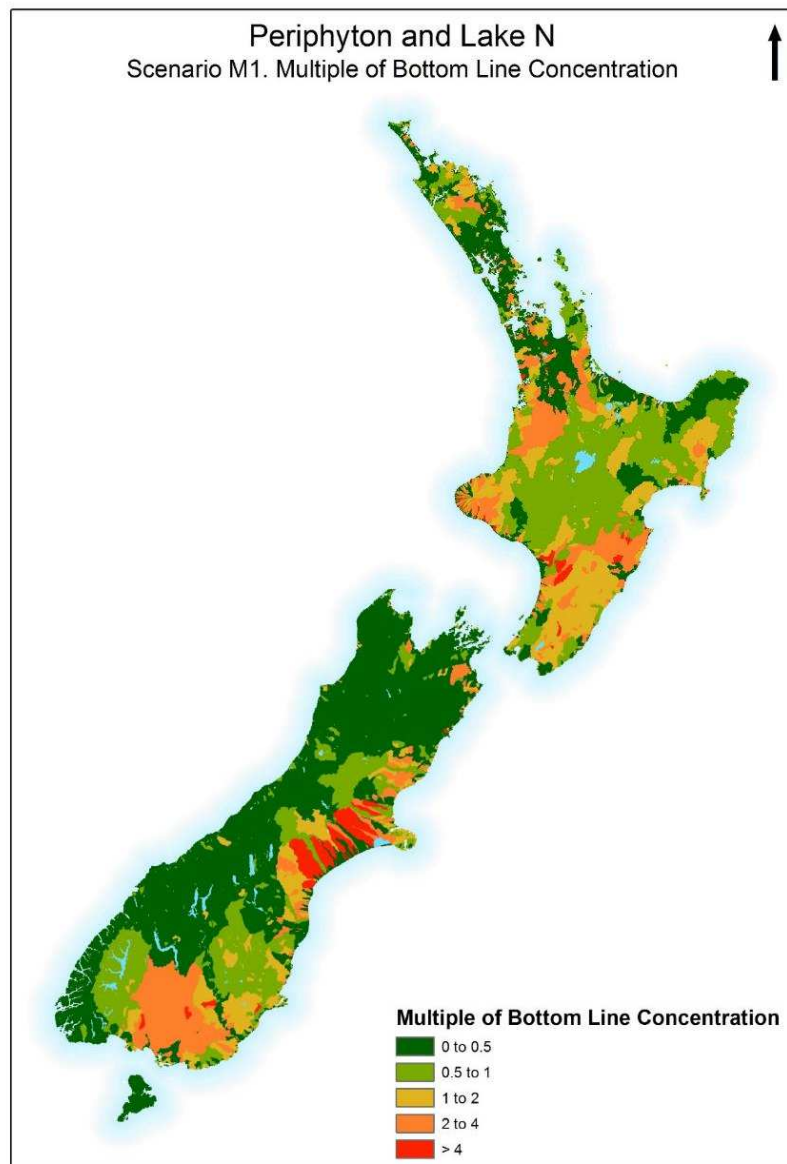 Periphyton and Lake N
Scenario M1. Multiple of Bottom Line Concentration
Multiple of Bottom Line Concentration
0 to 0.5
0.5 to 1
1 to 2
2 to 4
> 4